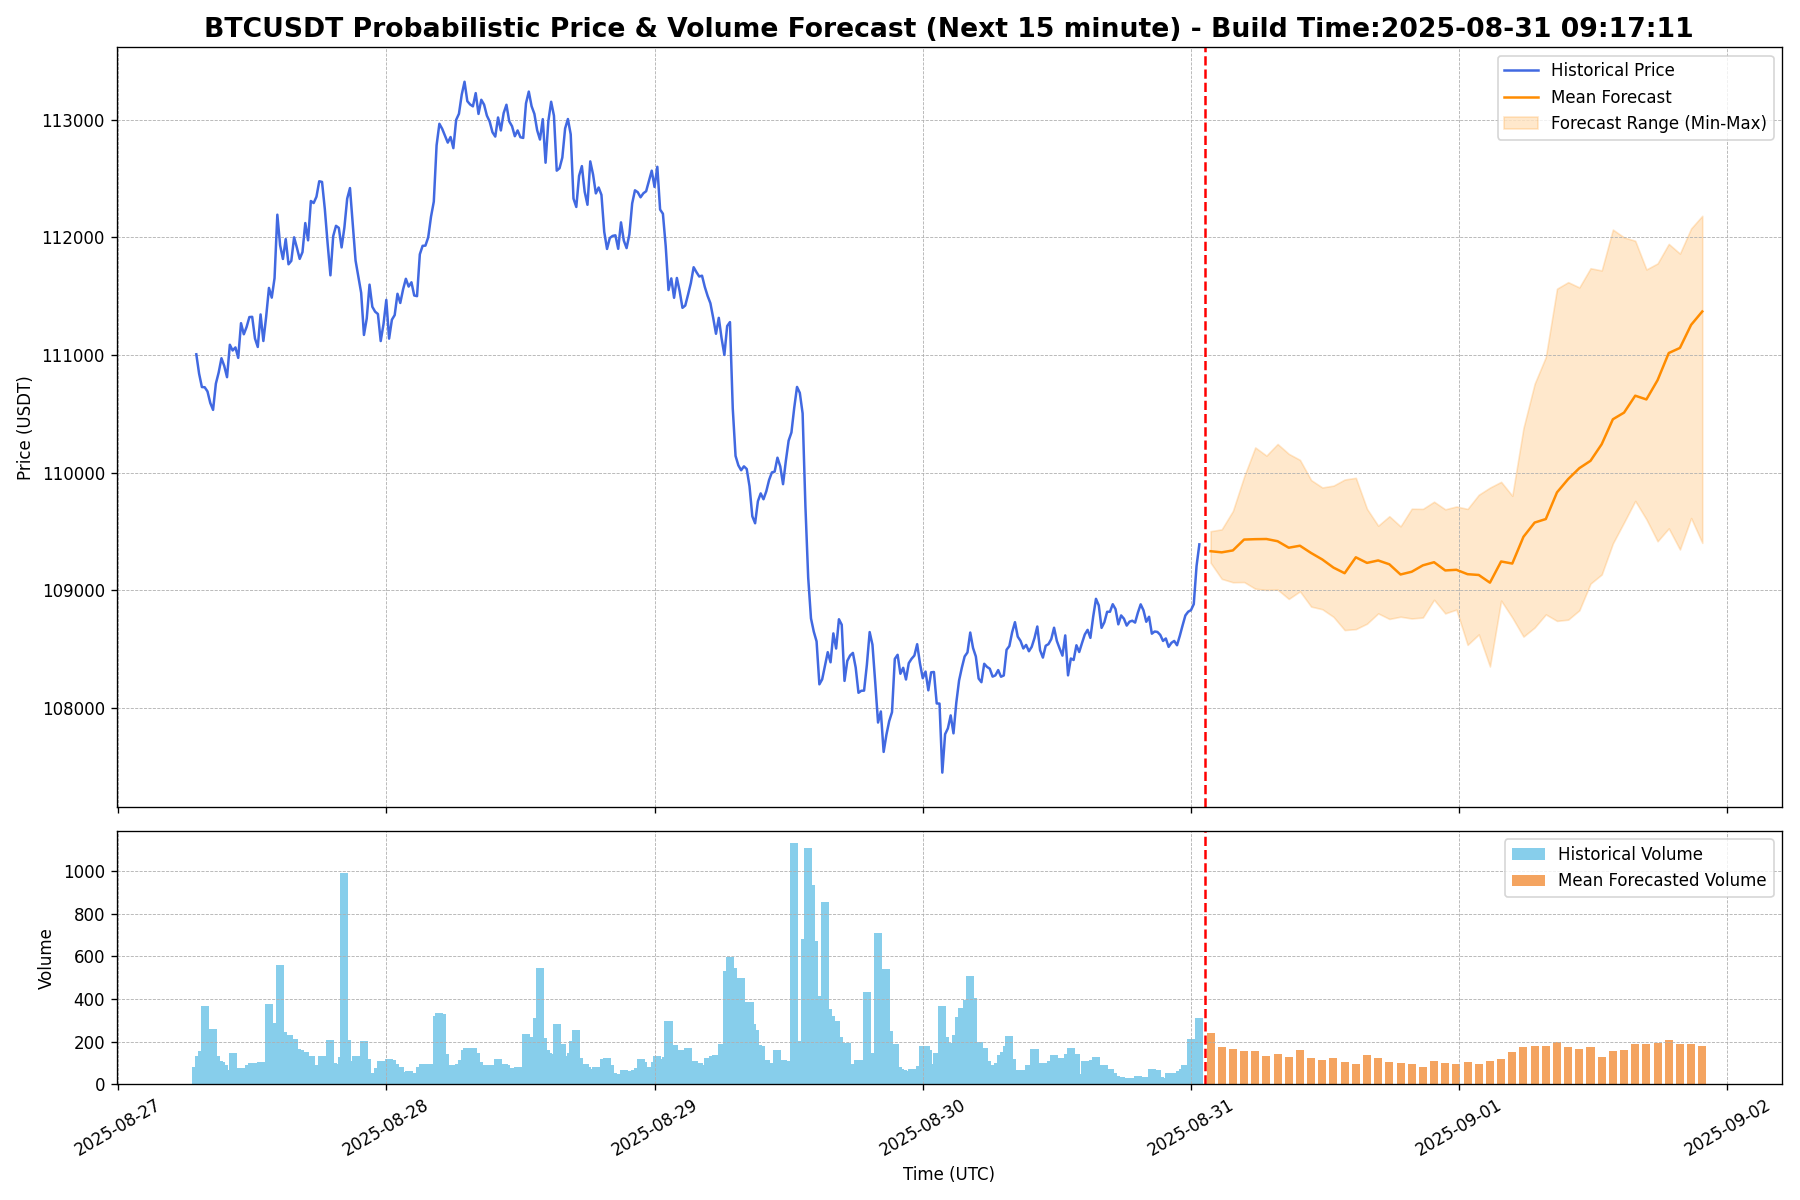 BTCUSDT Probabilistic Price & Volume Forecast (Next 15 minute) - Build Time:2025-08-31 09:17:11
Historical Price
Mean Forecast
Forecast Range (Min-Max)
113000
112000
111000
110000
109000
108000
Price (USDT)
Historical Volume
Mean Forecasted Volume
1000
800
600
400
200
0
Volume
2025-08-27
2025-08-28
2025-08-29
2025-08-30
2025-08-31
2025-09-01
2025-09-02
Time (UTC)